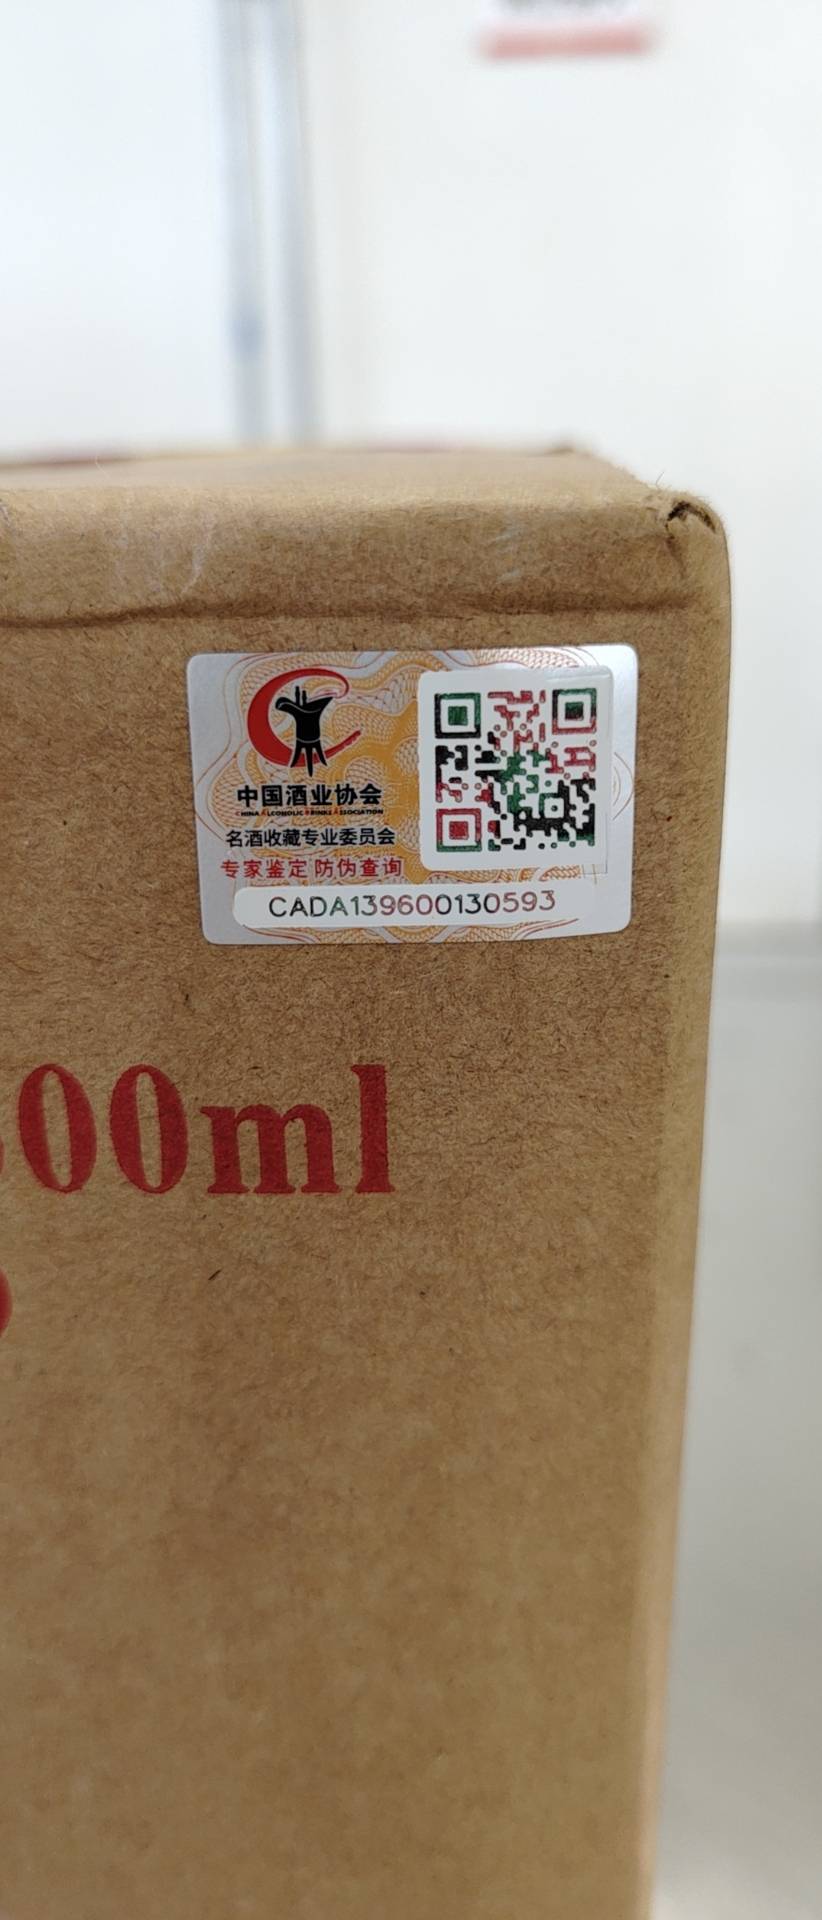 中国酒业协会
CHINA ALCOHOLIC DRINKS ASSOCIATION
名酒收藏专业委员会
专家鉴定 防伪查询
CADA139600130593
00ml